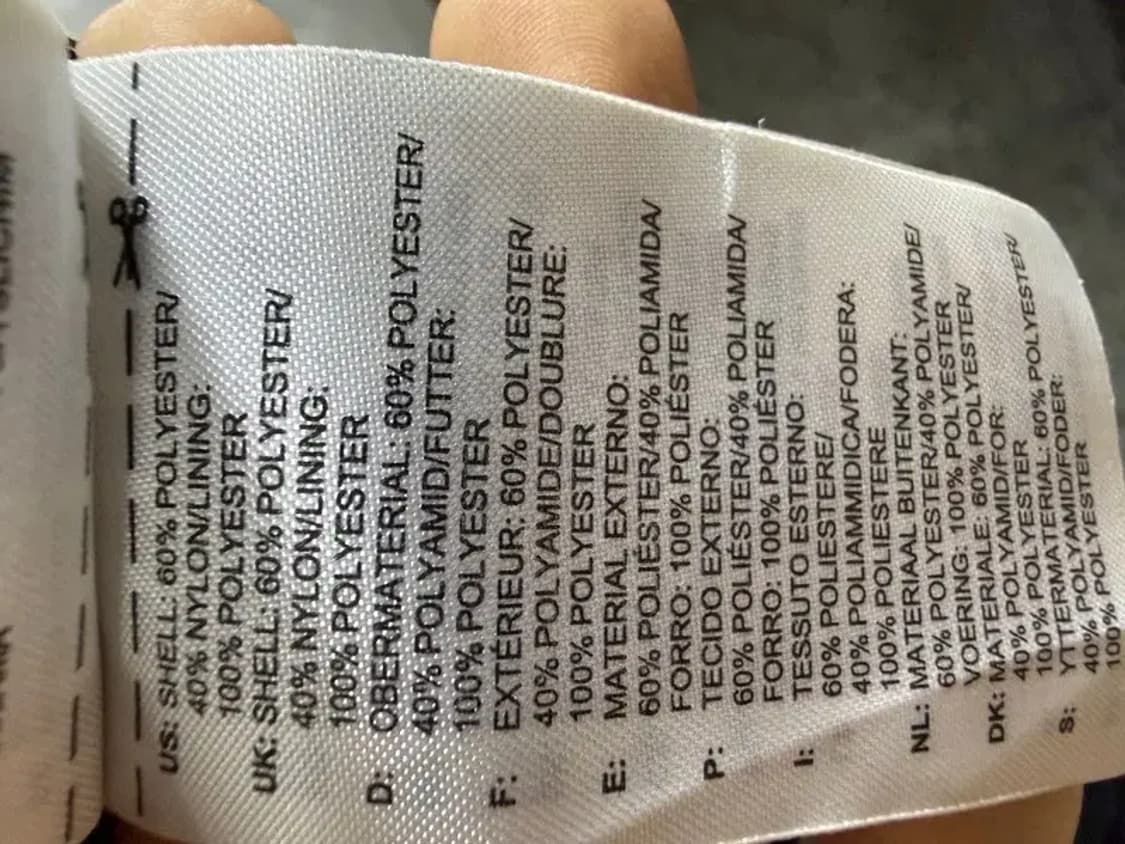 US: SHELL: 60% POLYESTER/
40% NYLON/LINING:
100% POLYESTER
UK: SHELL: 60% POLYESTER/
40% NYLON/LINING:
100% POLYESTER
D: OBERMATERIAL: 60% POLYESTER/
40% POLYAMID/FUTTER:
100% POLYESTER
F: EXTÉRIEUR: 60% POLYESTER/
40% POLYAMIDE/DOUBLURE:
100% POLYESTER
E: MATERIAL EXTERNO:
60% POLIÉSTER/40% POLIAMIDA/
FORRO: 100% POLIÉSTER
P: TECIDO EXTERNO:
60% POLIÉSTER/40% POLIAMIDA/
FORRO: 100% POLIÉSTER
I: TESSUTO ESTERNO:
60% POLIESTERE/
40% POLIAMMIDICA/FODERA:
100% POLIESTERE
NL: MATERIAAL BUITENKANT:
60% POLYESTER/40% POLYAMIDE/
VOERING: 100% POLYESTER
DK: MATERIALE: 60% POLYESTER/
40% POLYAMID/FOR:
100% POLYESTER
S: YTTERMATERIAL: 60% POLYESTER/
40% POLYAMID/FODER:
100% POLYESTER